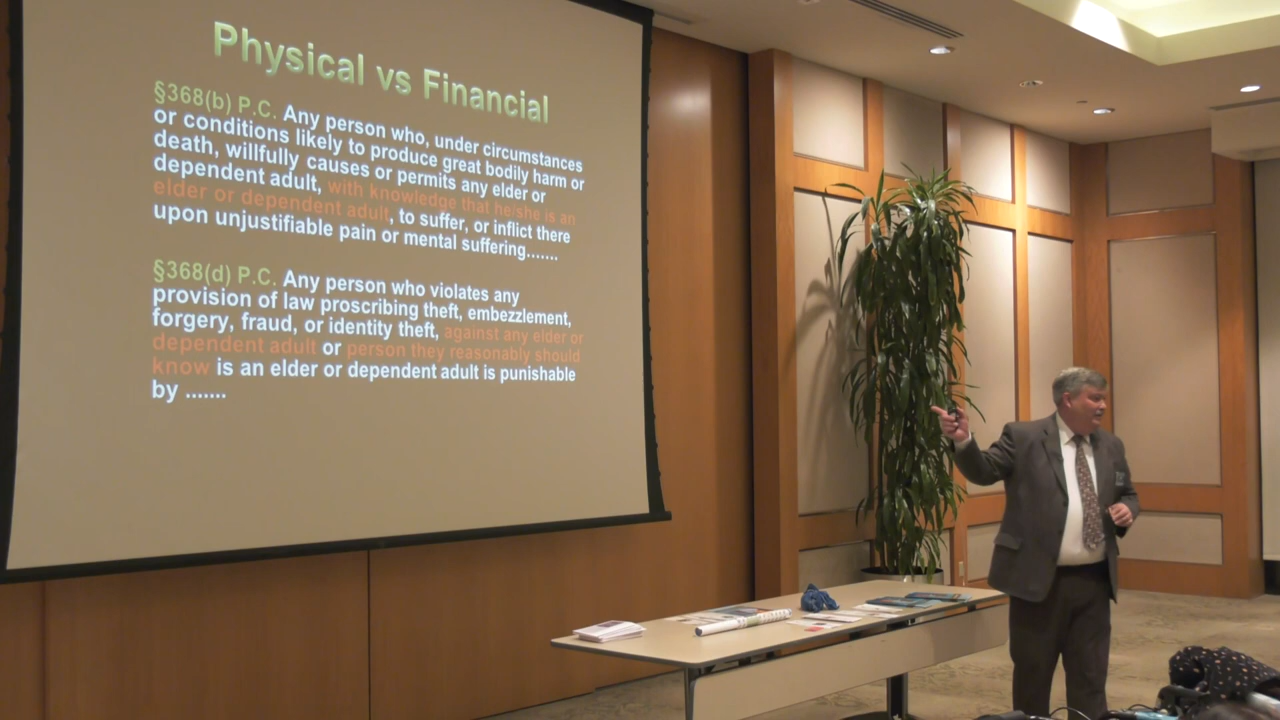 Physical vs Financial
§368(b) P.C. Any person who, under circumstances
or conditions likely to produce great bodily harm or
death, willfully causes or permits any elder or
dependent adult, with knowledge that he/she is an
elder or dependent adult, to suffer, or inflict there
upon unjustifiable pain or mental suffering.......
§368(d) P.C. Any person who violates any
provision of law proscribing theft, embezzlement,
forgery, fraud, or identity theft, against any elder or
dependent adult or person they reasonably should
know is an elder or dependent adult is punishable
by .......